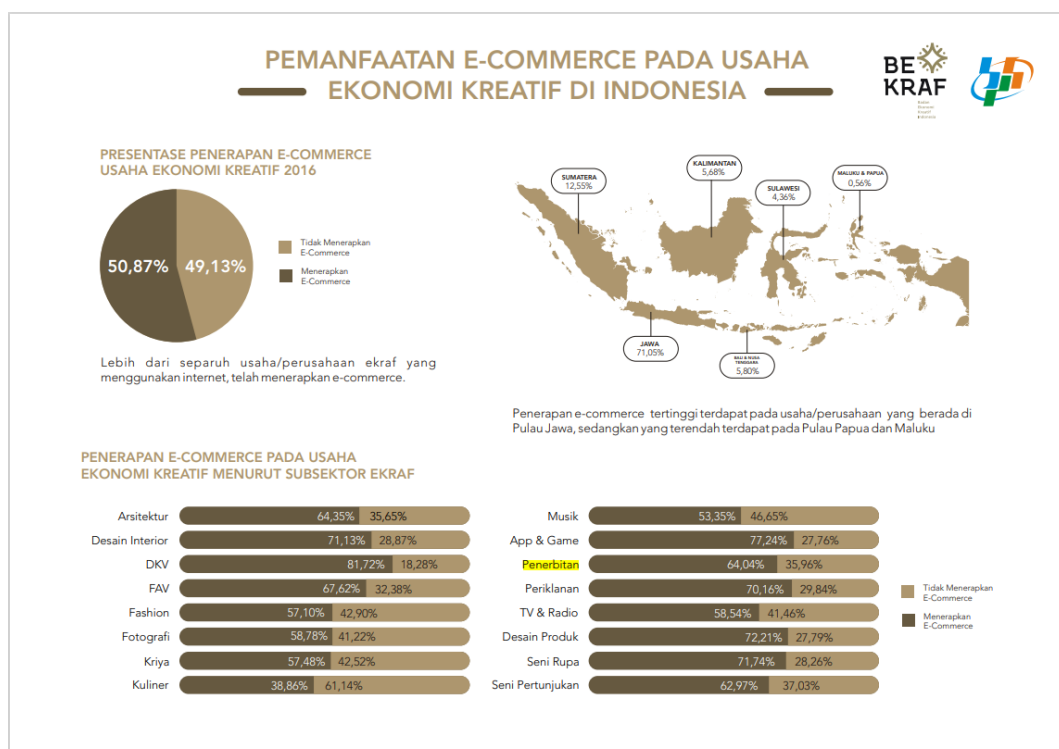 PEMANFAATAN E-COMMERCE PADA USAHA
EKONOMI KREATIF DI INDONESIA
BE
KRAF
Badan
Ekonomi
Kreatif
Indonesia
PRESENTASE PENERAPAN E-COMMERCE
USAHA EKONOMI KREATIF 2016
50,87%
49,13%
Tidak Menerapkan
E-Commerce
Menerapkan
E-Commerce
Lebih dari separuh usaha/perusahaan ekraf yang
menggunakan internet, telah menerapkan e-commerce.
SUMATERA
12,55%
KALIMANTAN
5,68%
SULAWESI
4,36%
MALUKU & PAPUA
0,56%
JAWA
71,05%
BALI & NUSA
TENGGARA
5,80%
Penerapan e-commerce tertinggi terdapat pada usaha/perusahaan yang berada di
Pulau Jawa, sedangkan yang terendah terdapat pada Pulau Papua dan Maluku
PENERAPAN E-COMMERCE PADA USAHA
EKONOMI KREATIF MENURUT SUBSEKTOR EKRAF
Arsitektur 64,35% 35,65%
Desain Interior 71,13% 28,87%
DKV 81,72% 18,28%
FAV 67,62% 32,38%
Fashion 57,10% 42,90%
Fotografi 58,78% 41,22%
Kriya 57,48% 42,52%
Kuliner 38,86% 61,14%
Musik 53,35% 46,65%
App & Game 77,24% 27,76%
Penerbitan 64,04% 35,96%
Periklanan 70,16% 29,84%
TV & Radio 58,54% 41,46%
Desain Produk 72,21% 27,79%
Seni Rupa 71,74% 28,26%
Seni Pertunjukan 62,97% 37,03%
Tidak Menerapkan
E-Commerce
Menerapkan
E-Commerce